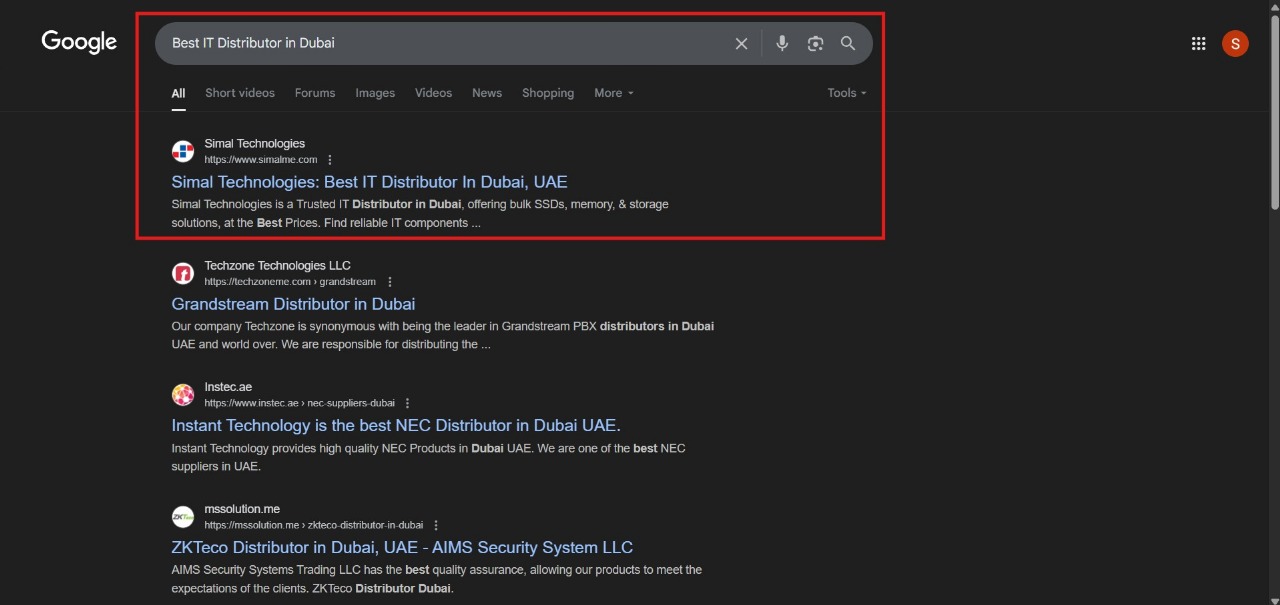 Google
Best IT Distributor in Dubai
S
All Short videos Forums Images Videos News Shopping More Tools
Simal Technologies
https://www.simalme.com
Simal Technologies: Best IT Distributor In Dubai, UAE
Simal Technologies is a Trusted IT Distributor in Dubai, offering bulk SSDs, memory, & storage
solutions, at the Best Prices. Find reliable IT components ...
Techzone Technologies LLC
https://techzoneme.com › grandstream
Grandstream Distributor in Dubai
Our company Techzone is synonymous with being the leader in Grandstream PBX distributors in Dubai
UAE and world over. We are responsible for distributing the ...
Instec.ae
https://www.instec.ae › nec-suppliers-dubai
Instant Technology is the best NEC Distributor in Dubai UAE.
Instant Technology provides high quality NEC Products in Dubai UAE. We are one of the best NEC
suppliers in UAE.
mssolution.me
ZKTeco
https://mssolution.me › zkteco-distributor-in-dubai
ZKTeco Distributor in Dubai, UAE - AIMS Security System LLC
AIMS Security Systems Trading LLC has the best quality assurance, allowing our products to meet the
expectations of the clients. ZKTeco Distributor Dubai.